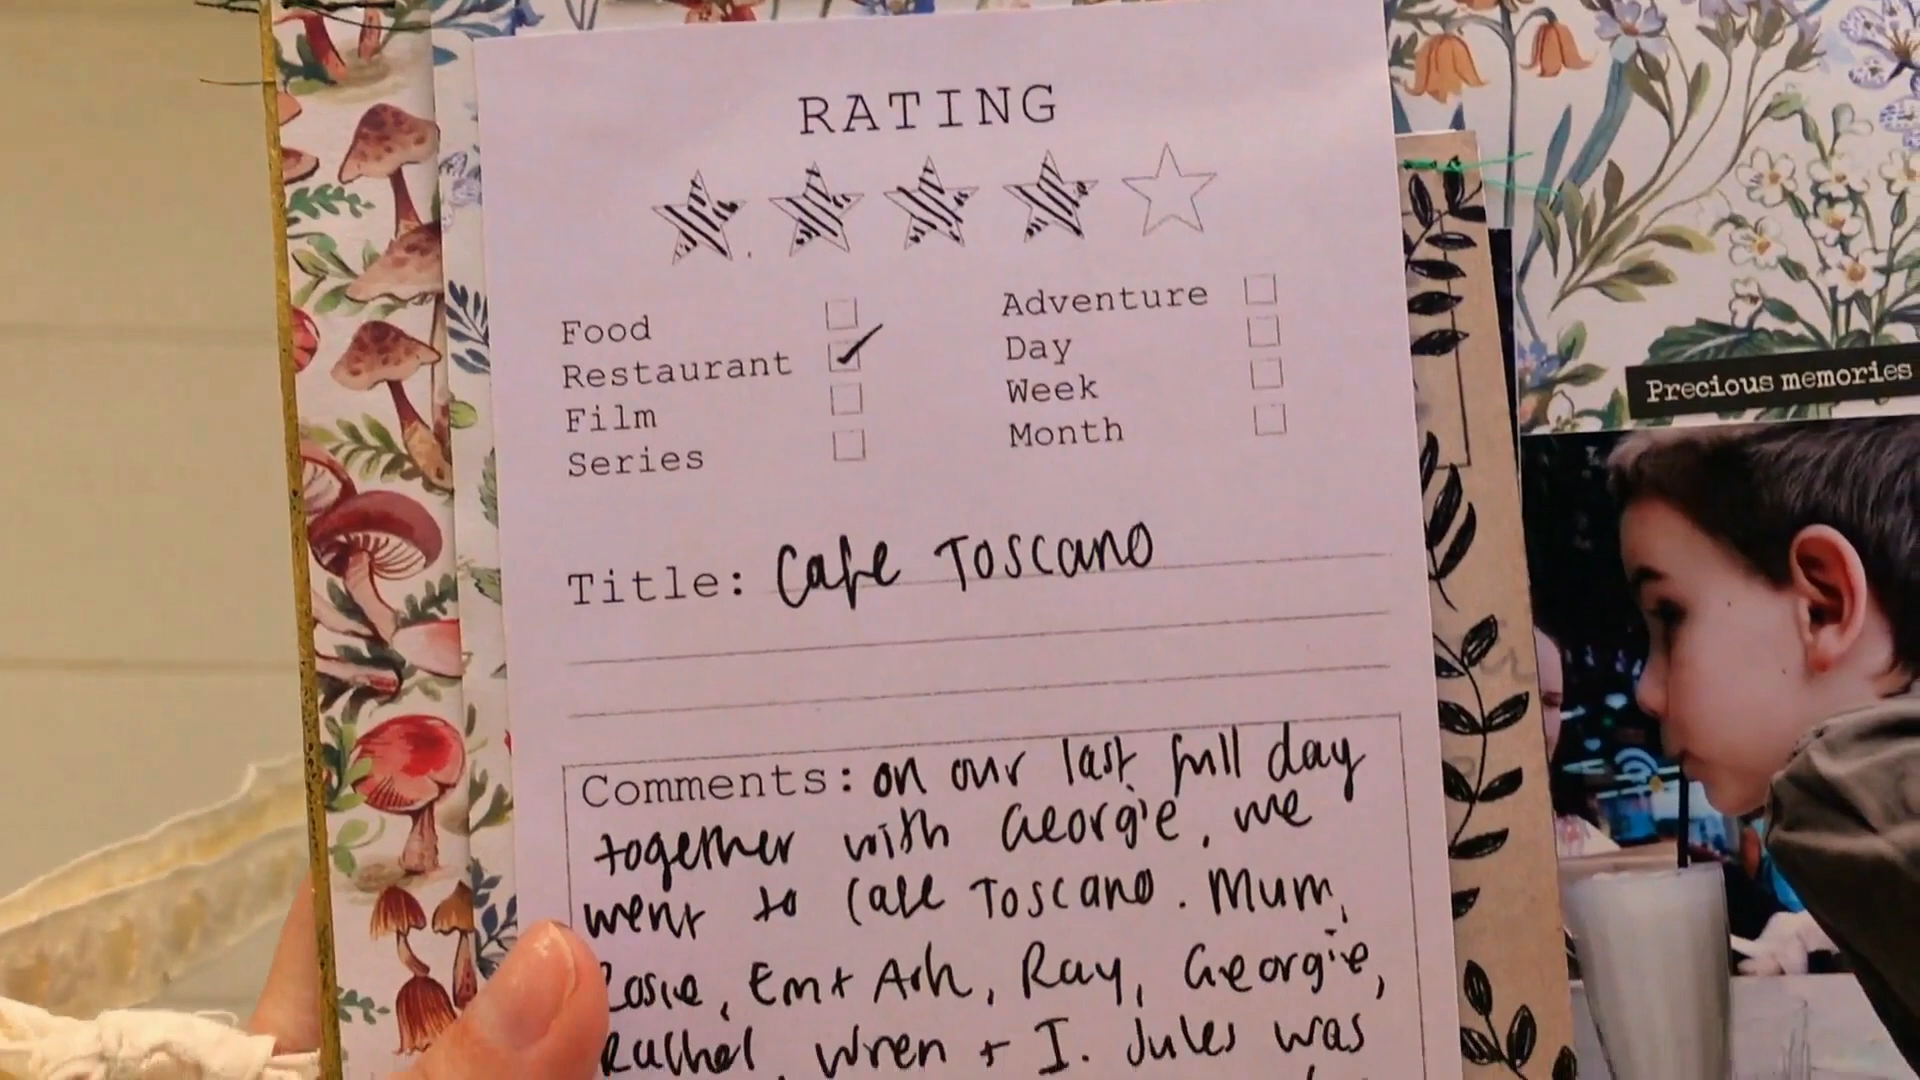 RATING
Food
Restaurant
Film
Series
Adventure
Day
Week
Month
Title: Cafe Toscano
Comments: on our last full day
together with Georgie, we
went to Cafe Toscano. Mum,
Rosie, Em + Ash, Ray, Georgie,
Rachel, Wren + I. Jules was
Precious memories